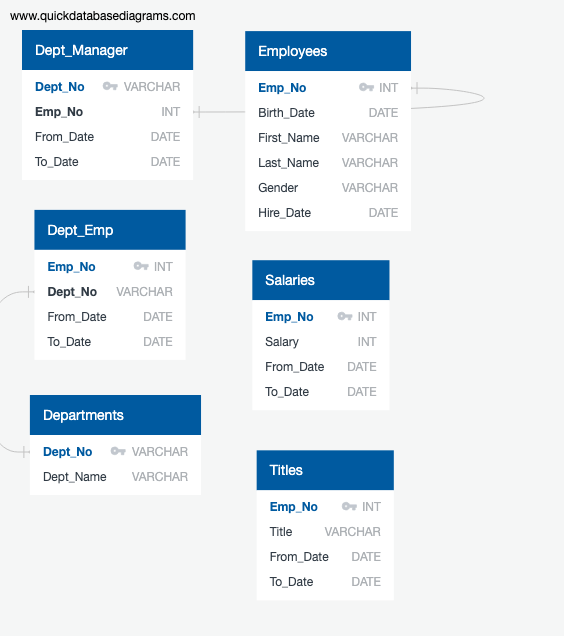 www.quickdatabasediagrams.com
Dept_Manager
Dept_No VARCHAR
Emp_No INT
From_Date DATE
To_Date DATE
Employees
Emp_No INT
Birth_Date DATE
First_Name VARCHAR
Last_Name VARCHAR
Gender VARCHAR
Hire_Date DATE
Dept_Emp
Emp_No INT
Dept_No VARCHAR
From_Date DATE
To_Date DATE
Salaries
Emp_No INT
Salary INT
From_Date DATE
To_Date DATE
Departments
Dept_No VARCHAR
Dept_Name VARCHAR
Titles
Emp_No INT
Title VARCHAR
From_Date DATE
To_Date DATE